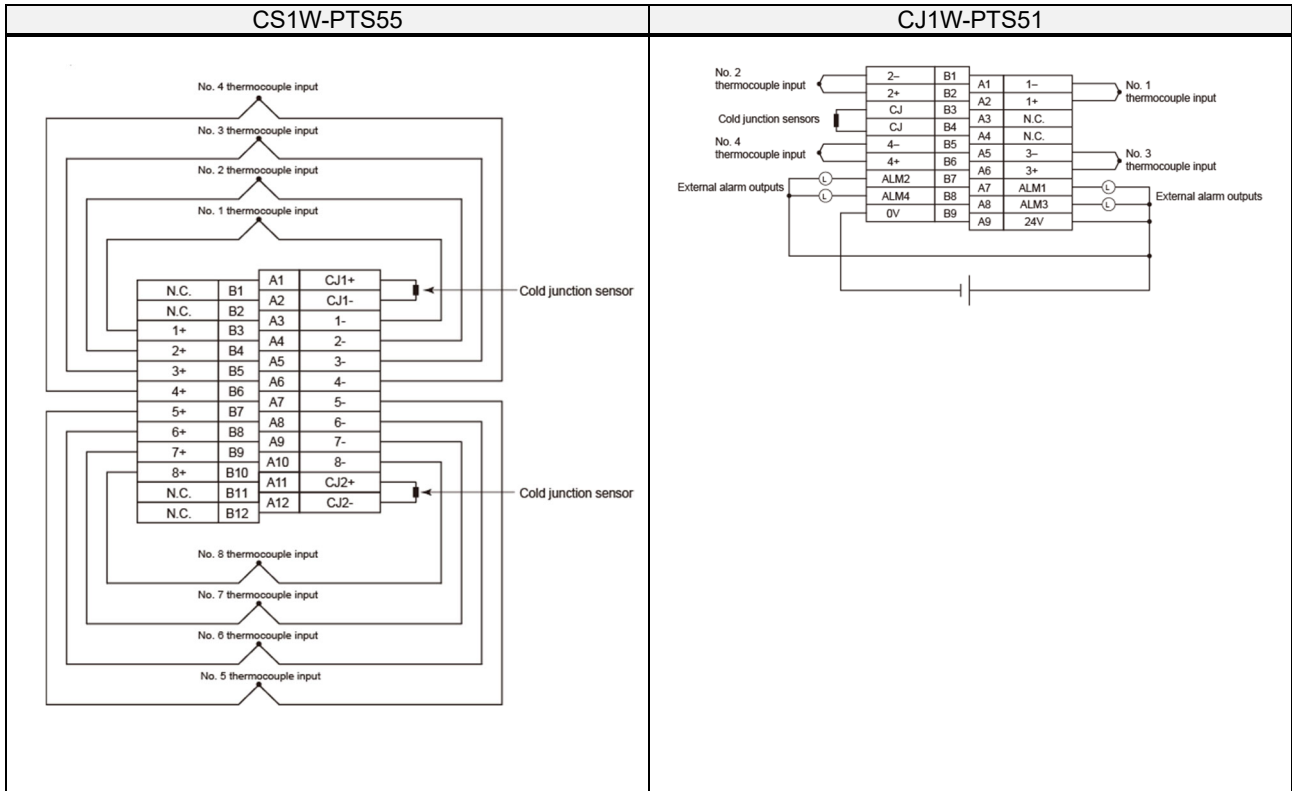 CS1W-PTS55
CJ1W-PTS51
No. 4 thermocouple input
No. 3 thermocouple input
No. 2 thermocouple input
No. 1 thermocouple input
A1 CJ1+
N.C. B1
A2 CJ1-
Cold junction sensor
N.C. B2
A3 1-
1+ B3
A4 2-
2+ B4
A5 3-
3+ B5
A6 4-
4+ B6
A7 5-
5+ B7
A8 6-
6+ B8
A9 7-
7+ B9
A10 8-
8+ B10
A11 CJ2+
N.C. B11
A12 CJ2-
Cold junction sensor
N.C. B12
No. 8 thermocouple input
No. 7 thermocouple input
No. 6 thermocouple input
No. 5 thermocouple input
No. 2
thermocouple input
Cold junction sensors
No. 4
thermocouple input
External alarm outputs
L
L
2– B1
A1 1–
2+ B2
A2 1+
CJ B3
A3 N.C.
CJ B4
A4 N.C.
4– B5
A5 3–
4+ B6
A6 3+
ALM2 B7
A7 ALM1
ALM4 B8
A8 ALM3
0V B9
A9 24V
No. 1
thermocouple input
No. 3
thermocouple input
L
L
External alarm outputs